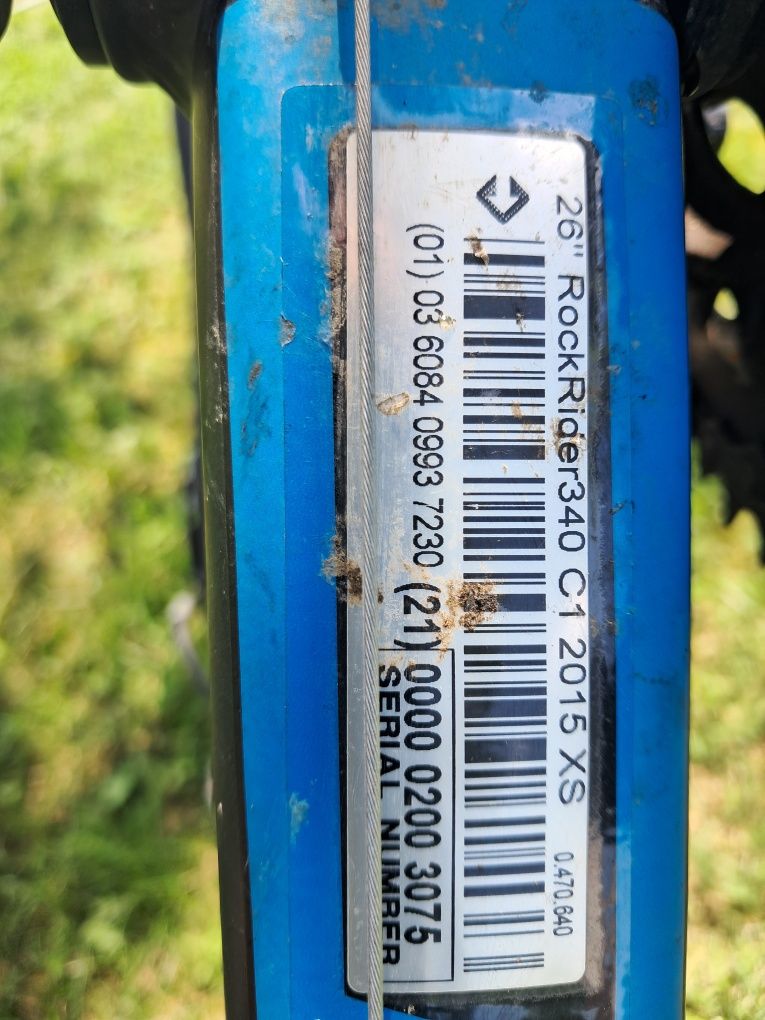 26" RockRider340 C1 2015 XS 0.470.640
(01) 03 6084 0993 7230 (21) 0000 0200 3075
SERIAL NUMBER